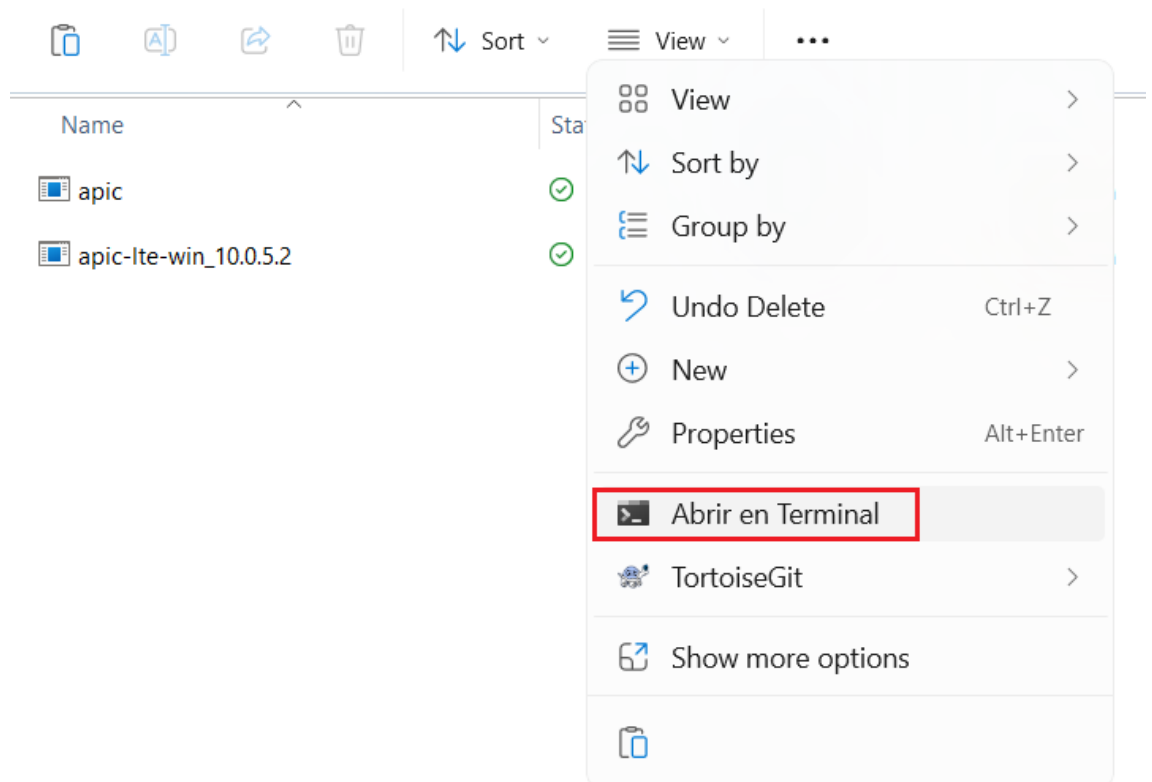 Sort
View
Name
Sta
View
apic
Sort by
apic-lte-win_10.0.5.2
Group by
Undo Delete Ctrl+Z
New
Properties Alt+Enter
Abrir en Terminal
TortoiseGit
Show more options